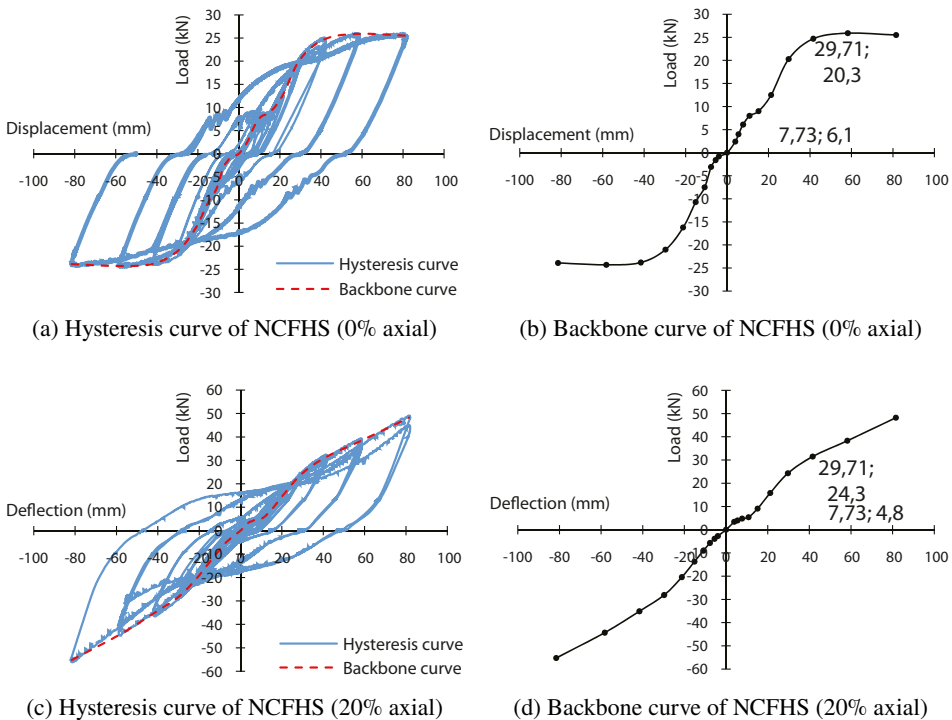 30
25
20
15
10
5
0
-5
-10
-15
-20
-25
-30
Load (kN)
Displacement (mm)
-100 -80 -60 -40 -20 0 20 40 60 80 100
Hysteresis curve
Backbone curve
(a) Hysteresis curve of NCFHS (0% axial)
30
25
20
15
10
5
0
-5
-10
-15
-20
-25
-30
Load (kN)
29,71;
20,3
Displacement (mm)
7,73; 6,1
-100 -80 -60 -40 -20 0 20 40 60 80 100
(b) Backbone curve of NCFHS (0% axial)
60
50
40
30
20
10
0
-10
-20
-30
-40
-50
-60
Load (kN)
Deflection (mm)
-100 -80 -60 -40 -20 0 20 40 60 80 100
Hysteresis curve
Backbone curve
(c) Hysteresis curve of NCFHS (20% axial)
60
50
40
30
20
10
0
-10
-20
-30
-40
-50
-60
Load (kN)
29,71;
24,3
Deflection (mm)
7,73; 4,8
-100 -80 -60 -40 -20 0 20 40 60 80 100
(d) Backbone curve of NCFHS (20% axial)